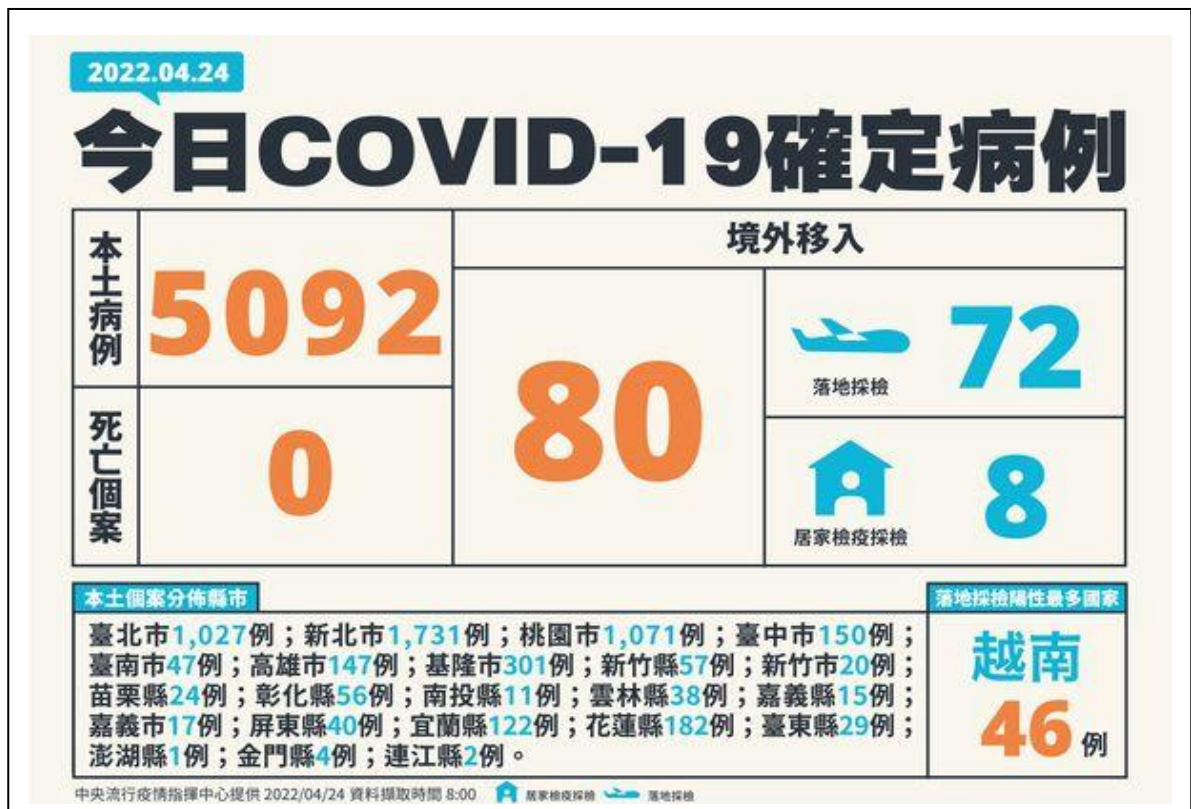 2022.04.24
今日COVID-19確定病例
本土病例
5092
死亡個案
0
境外移入
80
落地採檢
72
居家檢疫採檢
8
本土個案分佈縣市
臺北市1,027例；新北市1,731例；桃園市1,071例；臺中市150例；
臺南市47例；高雄市147例；基隆市301例；新竹縣57例；新竹市20例；
苗栗縣24例；彰化縣56例；南投縣11例；雲林縣38例；嘉義縣15例；
嘉義市17例；屏東縣40例；宜蘭縣122例；花蓮縣182例；臺東縣29例；
澎湖縣1例；金門縣4例；連江縣2例。
落地採檢陽性最多國家
越南
46例
中央流行疫情指揮中心提供 2022/04/24 資料擷取時間 8:00 居家檢疫採檢 落地採檢